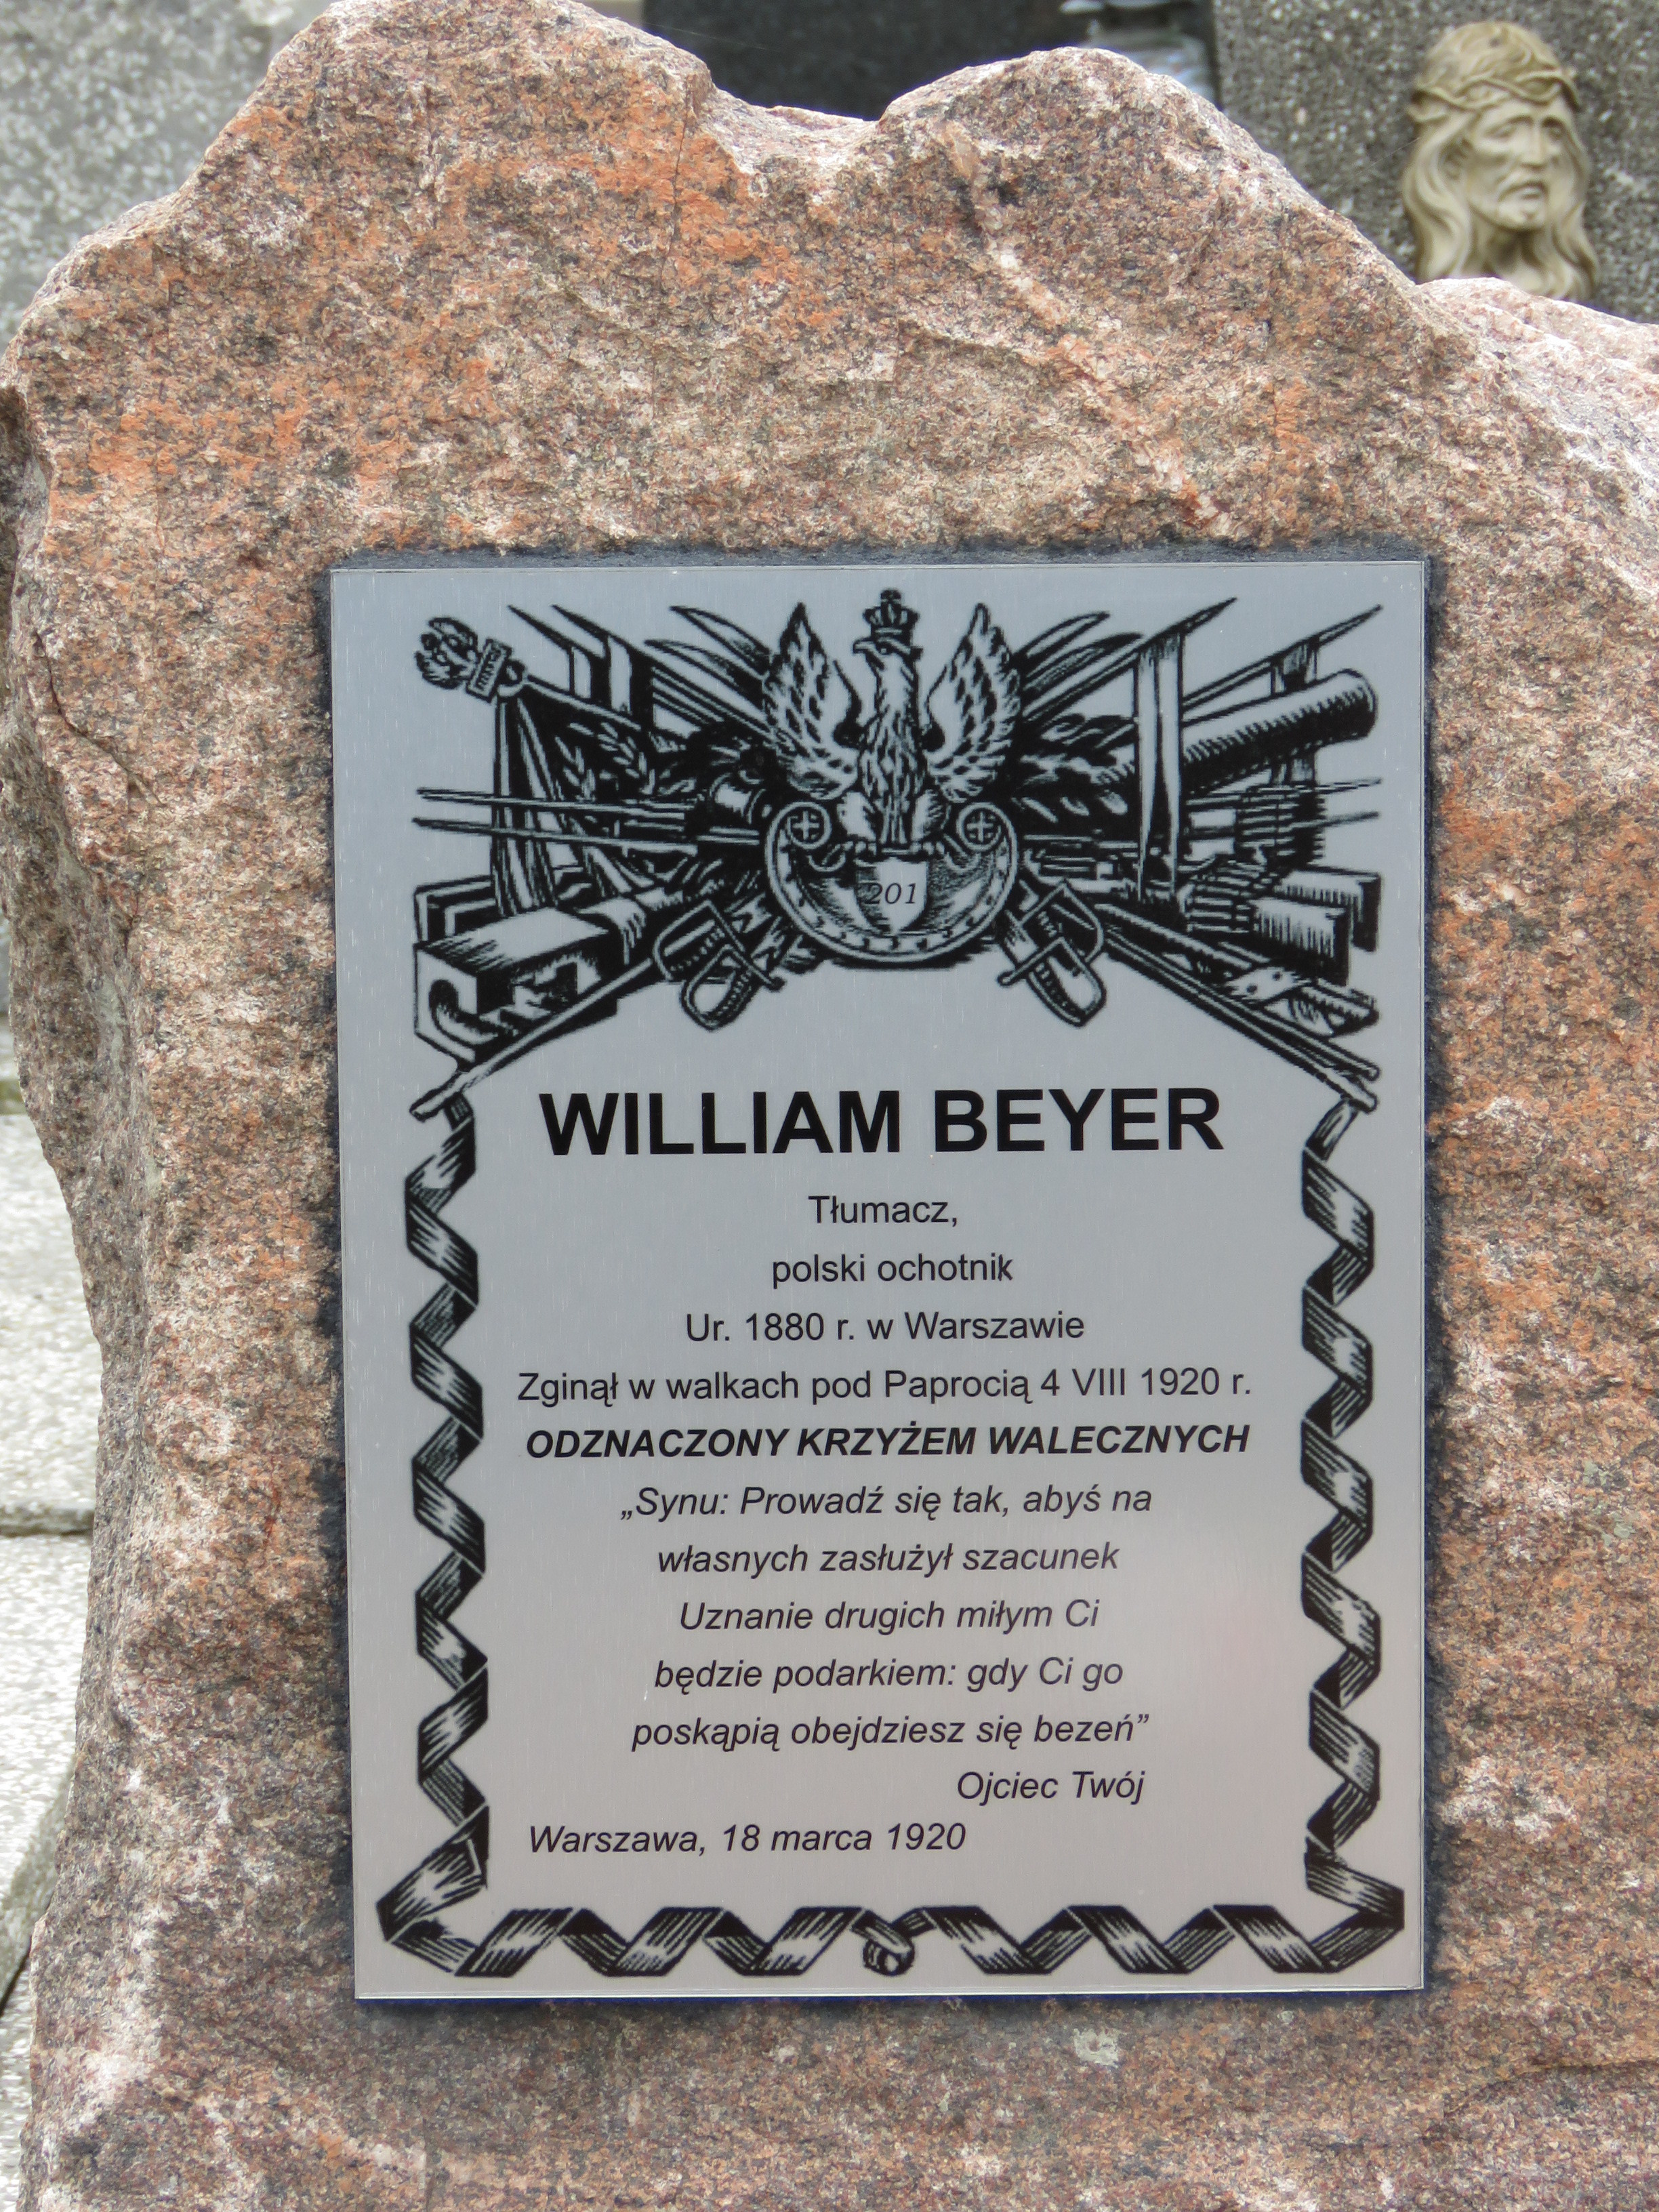 201
WILLIAM BEYER
Tłumacz,
polski ochotnik
Ur. 1880 r. w Warszawie
Zginął w walkach pod Paprocią 4 VIII 1920 r.
ODZNACZONY KRZYŻEM WALECZNYCH
„Synu: Prowadź się tak, abyś na
własnych zasłużył szacunek
Uznanie drugich miłym Ci
będzie podarkiem: gdy Ci go
poskąpią obejdziesz się bezeń”
Ojciec Twój
Warszawa, 18 marca 1920